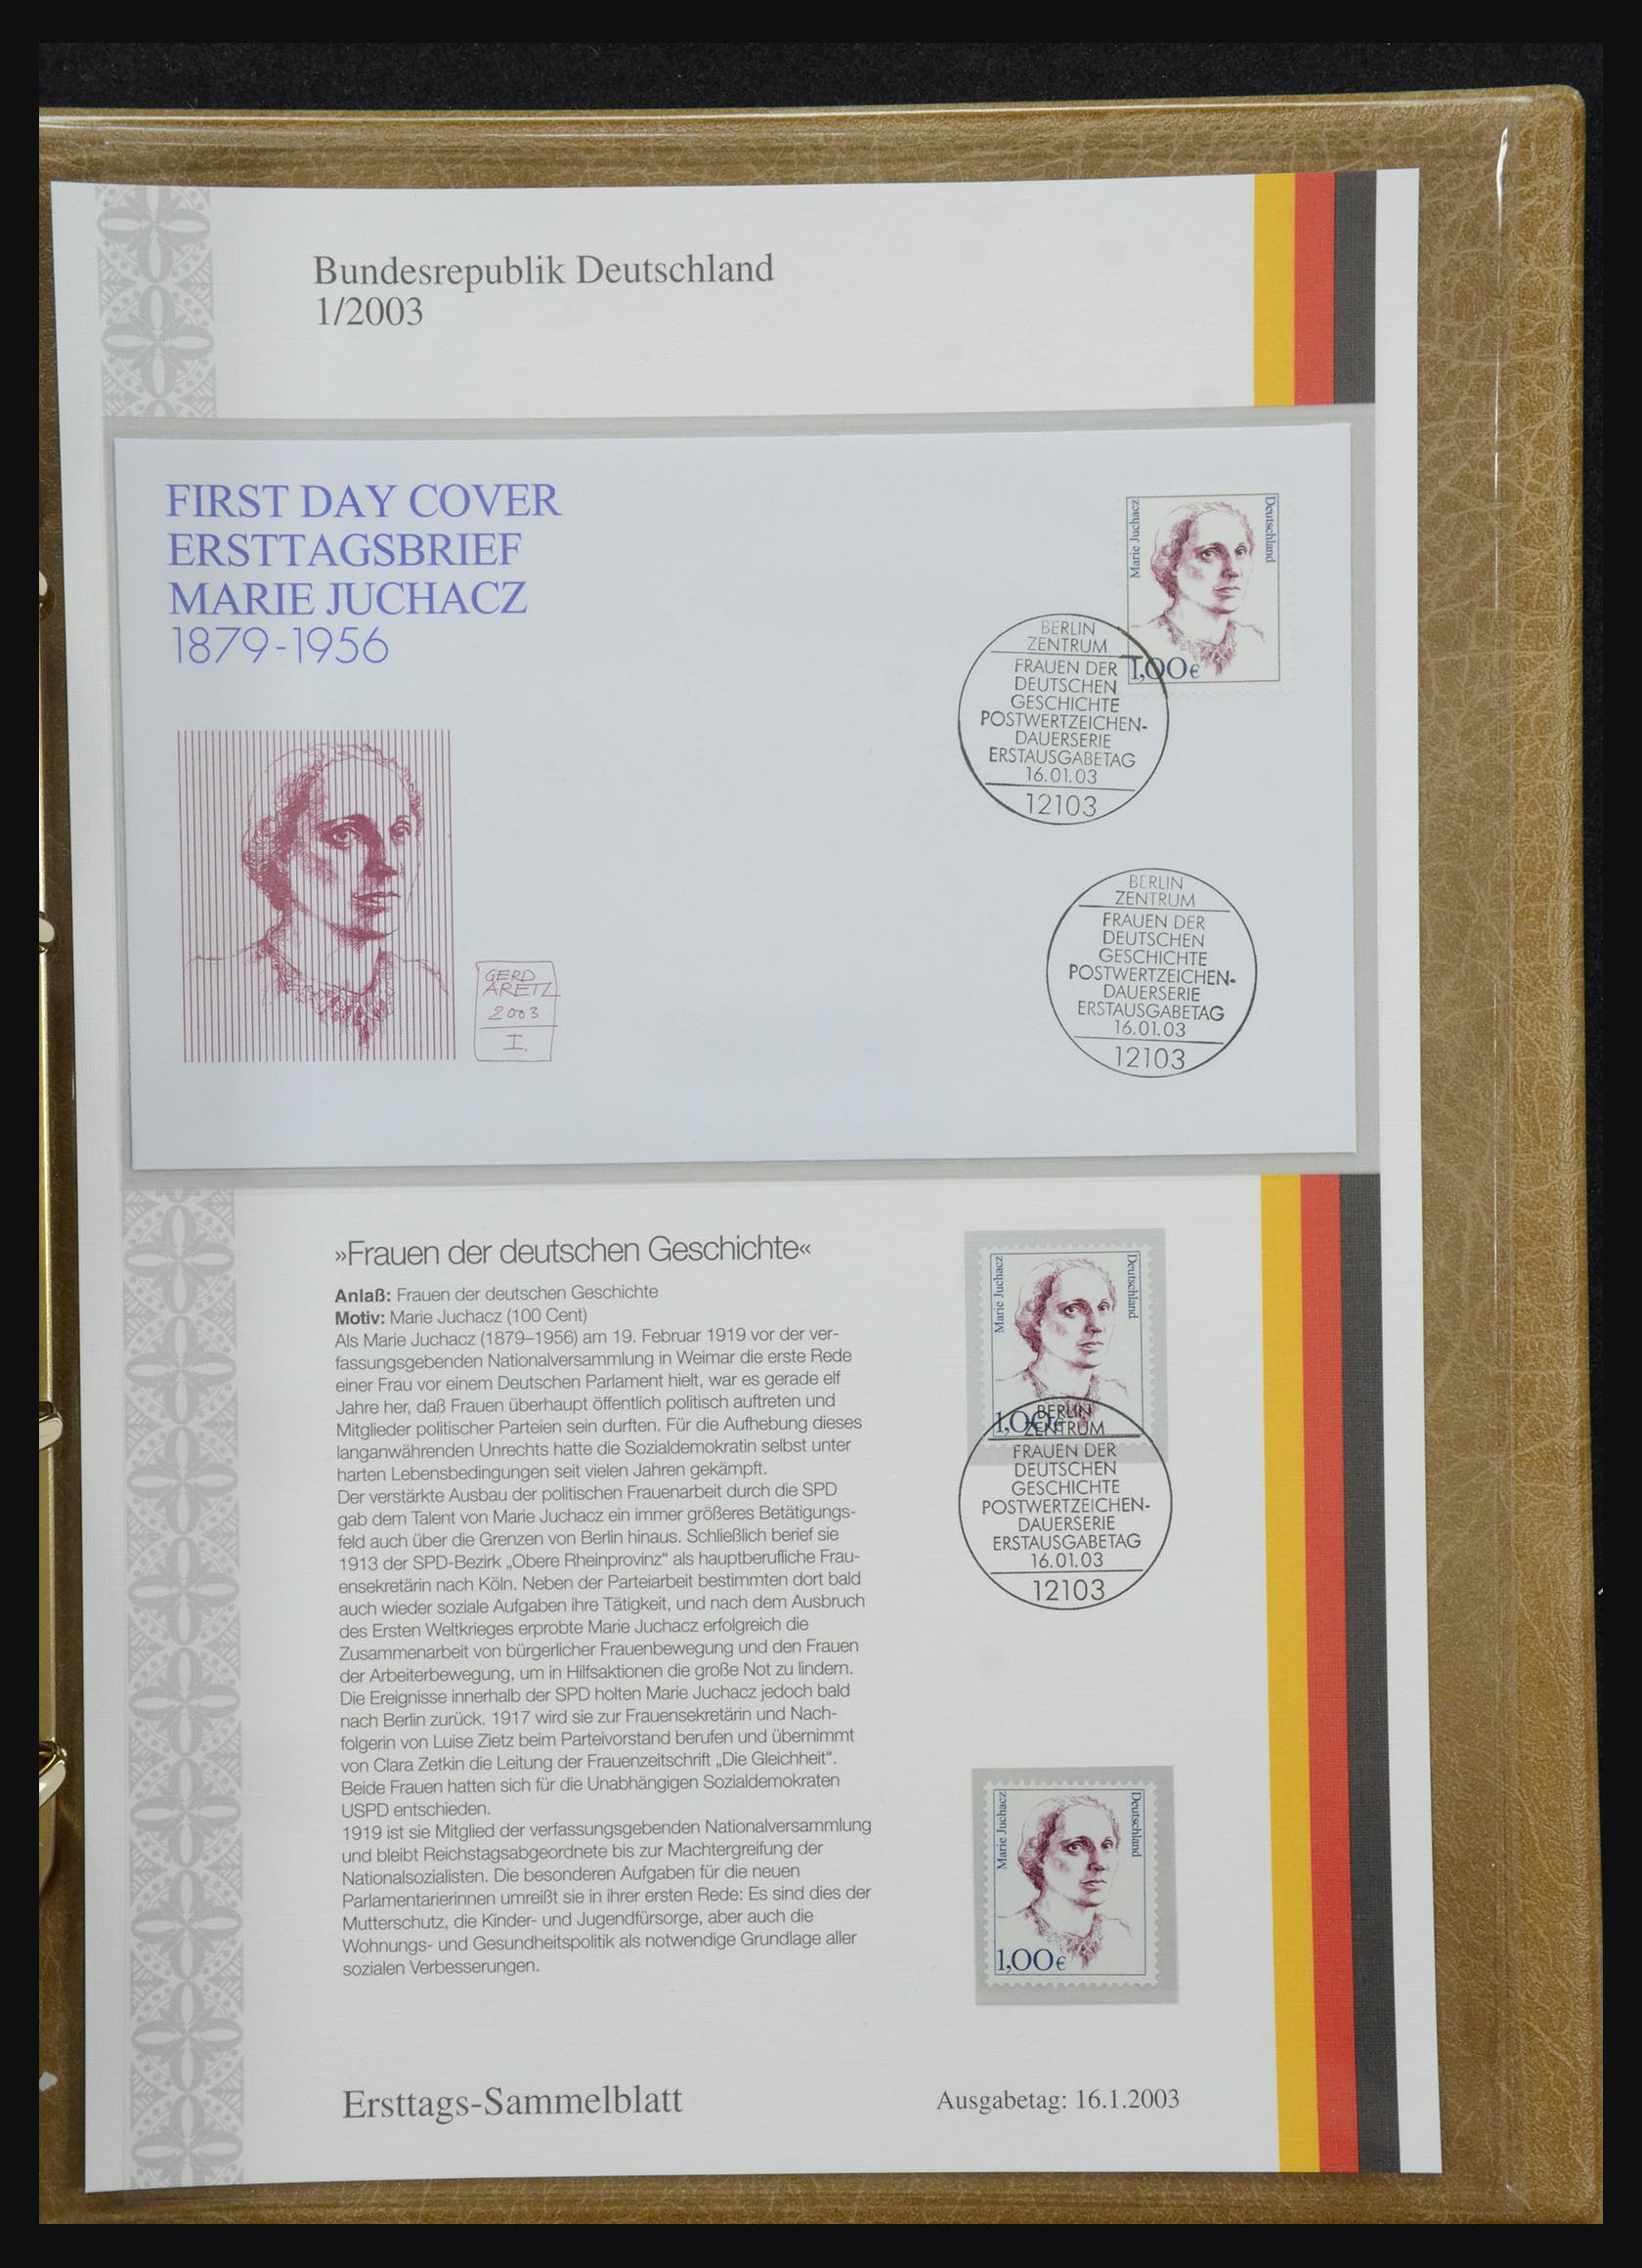 Bundesrepublik Deutschland
1/2003
FIRST DAY COVER
ERSTTAGSBRIEF
MARIE JUCHACZ
1879-1956
GERD
ARETZ
2003
I.
Marie Juchacz
Deutschland
1,00€
BERLIN
ZENTRUM
FRAUEN DER
DEUTSCHEN
GESCHICHTE
POSTWERTZEICHEN-
DAUERSERIE
ERSTAUSGABETAG
16.01.03
12103
BERLIN
ZENTRUM
FRAUEN DER
DEUTSCHEN
GESCHICHTE
POSTWERTZEICHEN-
DAUERSERIE
ERSTAUSGABETAG
16.01.03
12103
»Frauen der deutschen Geschichte«
Anlaß: Frauen der deutschen Geschichte
Motiv: Marie Juchacz (100 Cent)
Als Marie Juchacz (1879–1956) am 19. Februar 1919 vor der ver-
fassungsgebenden Nationalversammlung in Weimar die erste Rede
einer Frau vor einem Deutschen Parlament hielt, war es gerade elf
Jahre her, daß Frauen überhaupt öffentlich politisch auftreten und
Mitglieder politischer Parteien sein durften. Für die Aufhebung dieses
langanwährenden Unrechts hatte die Sozialdemokratin selbst unter
harten Lebensbedingungen seit vielen Jahren gekämpft.
Der verstärkte Ausbau der politischen Frauenarbeit durch die SPD
gab dem Talent von Marie Juchacz ein immer größeres Betätigungs-
feld auch über die Grenzen von Berlin hinaus. Schließlich berief sie
1913 der SPD-Bezirk „Obere Rheinprovinz“ als hauptberufliche Frau-
ensekretärin nach Köln. Neben der Parteiarbeit bestimmten dort bald
auch wieder soziale Aufgaben ihre Tätigkeit, und nach dem Ausbruch
des Ersten Weltkrieges erprobte Marie Juchacz erfolgreich die
Zusammenarbeit von bürgerlicher Frauenbewegung und den Frauen
der Arbeiterbewegung, um in Hilfsaktionen die große Not zu lindern.
Die Ereignisse innerhalb der SPD holten Marie Juchacz jedoch bald
nach Berlin zurück. 1917 wird sie zur Frauensekretärin und Nach-
folgerin von Luise Zietz beim Parteivorstand berufen und übernimmt
von Clara Zetkin die Leitung der Frauenzeitschrift „Die Gleichheit“.
Beide Frauen hatten sich für die Unabhängigen Sozialdemokraten
USPD entschieden.
1919 ist sie Mitglied der verfassungsgebenden Nationalversammlung
und bleibt Reichstagsabgeordnete bis zur Machtergreifung der
Nationalsozialisten. Die besonderen Aufgaben für die neuen
Parlamentarierinnen umreißt sie in ihrer ersten Rede: Es sind dies der
Mutterschutz, die Kinder- und Jugendfürsorge, aber auch die
Wohnungs- und Gesundheitspolitik als notwendige Grundlage aller
sozialen Verbesserungen.
Marie Juchacz
Deutschland
1,00€
BERLIN
ZENTRUM
FRAUEN DER
DEUTSCHEN
GESCHICHTE
POSTWERTZEICHEN-
DAUERSERIE
ERSTAUSGABETAG
16.01.03
12103
Marie Juchacz
Deutschland
1,00€
Ersttags-Sammelblatt
Ausgabetag: 16.1.2003